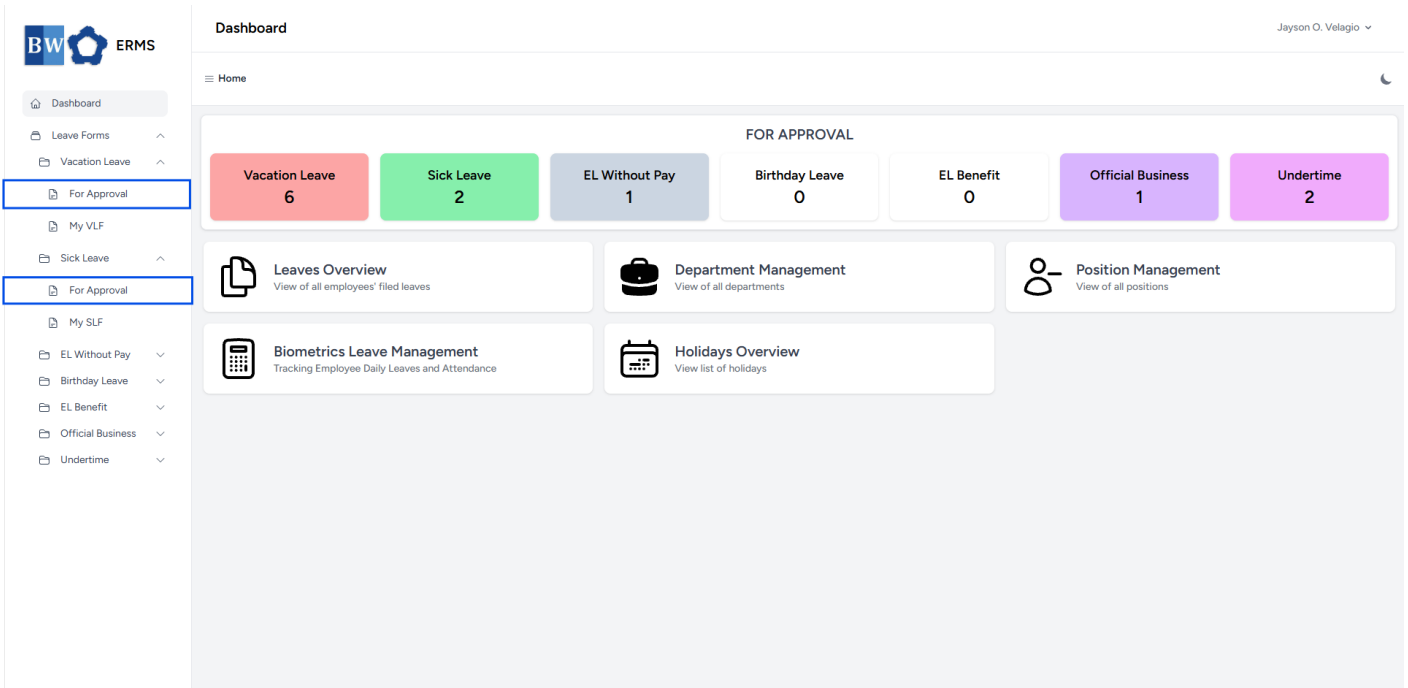 BW ERMS
Dashboard
Jayson O. Velagio
Home
Dashboard
Leave Forms
Vacation Leave
For Approval
My VLF
Sick Leave
For Approval
My SLF
EL Without Pay
Birthday Leave
EL Benefit
Official Business
Undertime
FOR APPROVAL
Vacation Leave
6
Sick Leave
2
EL Without Pay
1
Birthday Leave
0
EL Benefit
0
Official Business
1
Undertime
2
Leaves Overview
View of all employees' filed leaves
Department Management
View of all departments
Position Management
View of all positions
Biometrics Leave Management
Tracking Employee Daily Leaves and Attendance
Holidays Overview
View list of holidays